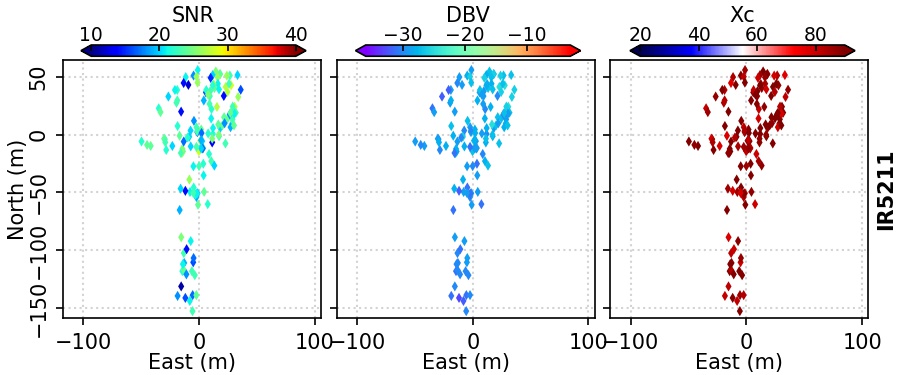 SNR DBV Xc
10 20 30 40 −30 −20 −10 20 40 60 80
50
0
−50
−100
−150
North (m)
−100 0 100 −100 0 100 −100 0 100
East (m) East (m) East (m)
IR5211